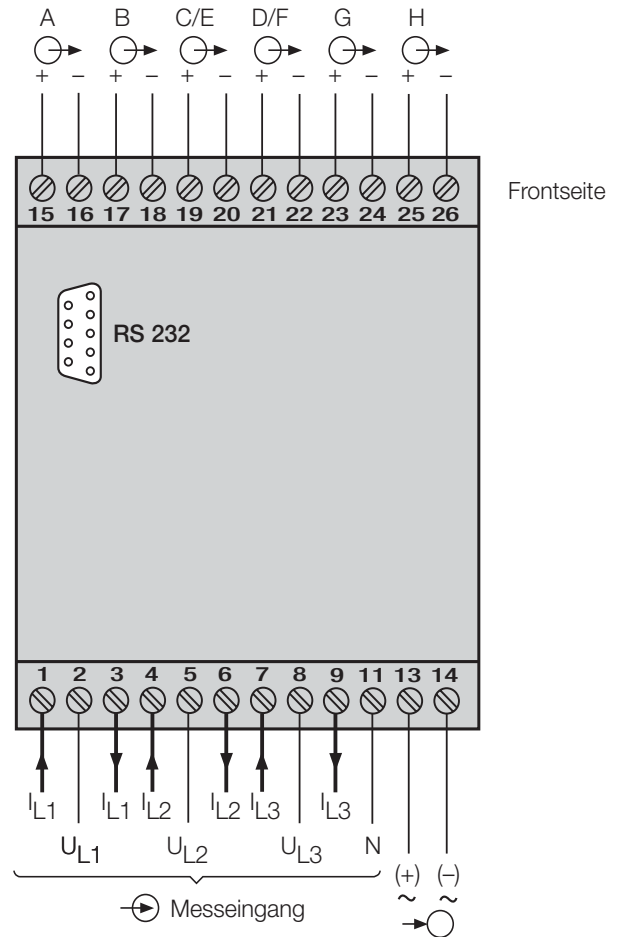 A B C/E D/F G H
+ – + – + – + – + – + –
15 16 17 18 19 20 21 22 23 24 25 26
Frontseite
RS 232
1 2 3 4 5 6 7 8 9 11 13 14
IL1 IL1 IL2 IL2 IL3 IL3
UL1 UL2 UL3 N
(+) (–)
~ ~
Messeingang